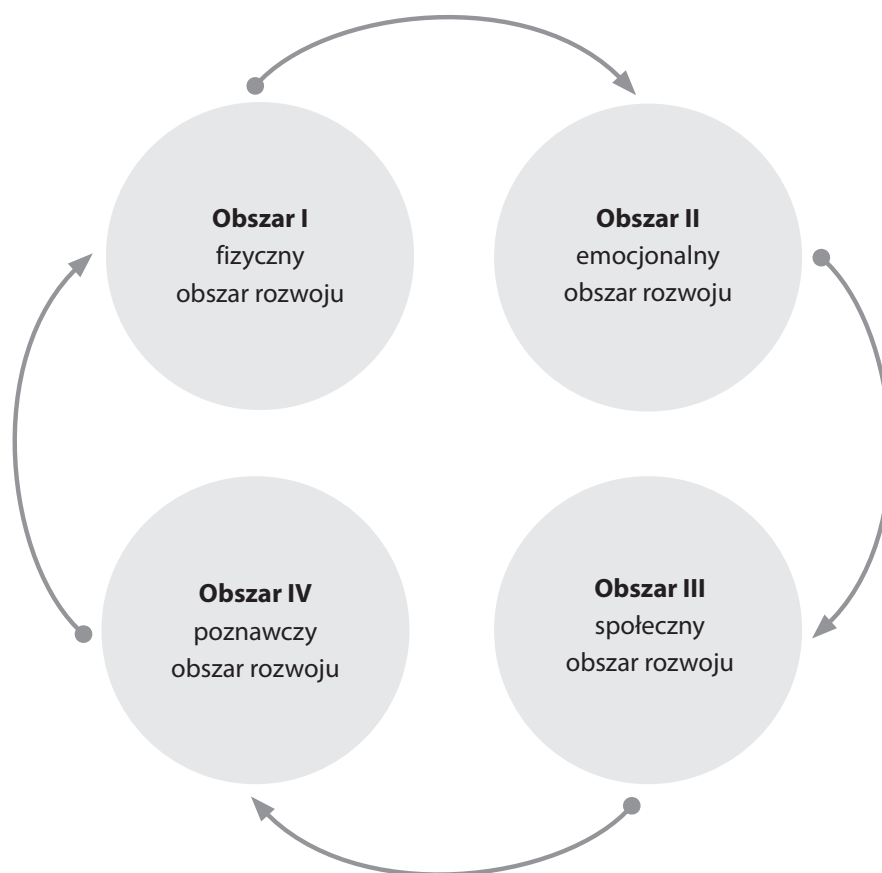 Obszar I
fizyczny
obszar rozwoju
Obszar II
emocjonalny
obszar rozwoju
Obszar III
społeczny
obszar rozwoju
Obszar IV
poznawczy
obszar rozwoju